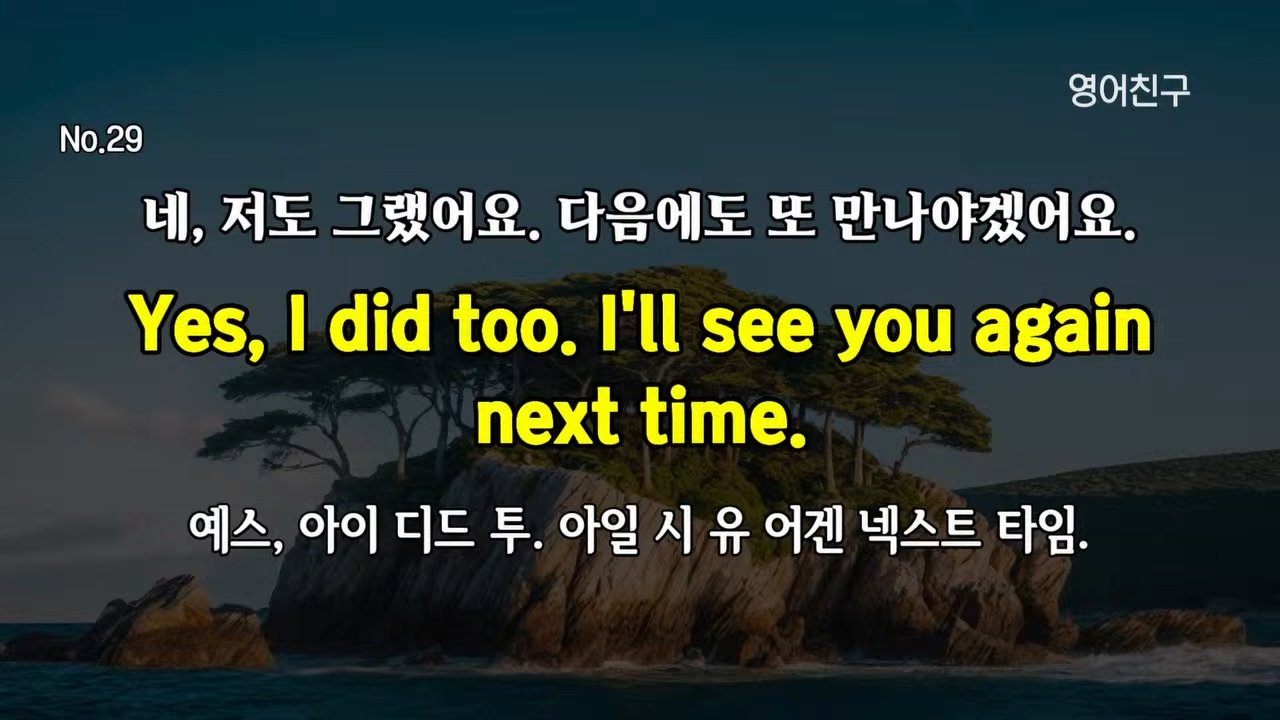 영어친구
No.29
네, 저도 그랬어요. 다음에도 또 만나야겠어요.
Yes, I did too. I'll see you again
next time.
예스, 아이 디드 투. 아일 시 유 어겐 넥스트 타임.